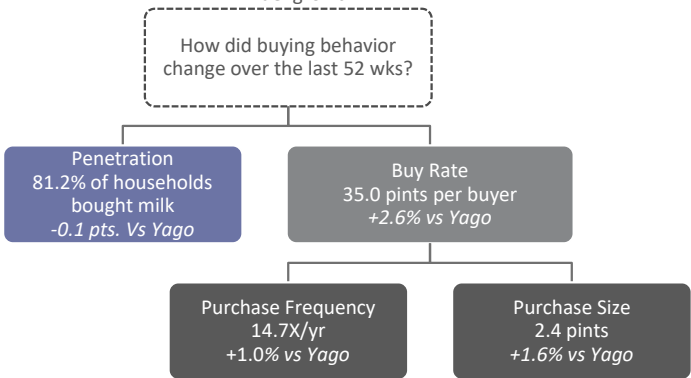 How did buying behavior
change over the last 52 wks?
Penetration
81.2% of households
bought milk
-0.1 pts. Vs Yago
Buy Rate
35.0 pints per buyer
+2.6% vs Yago
Purchase Frequency
14.7X/yr
+1.0% vs Yago
Purchase Size
2.4 pints
+1.6% vs Yago